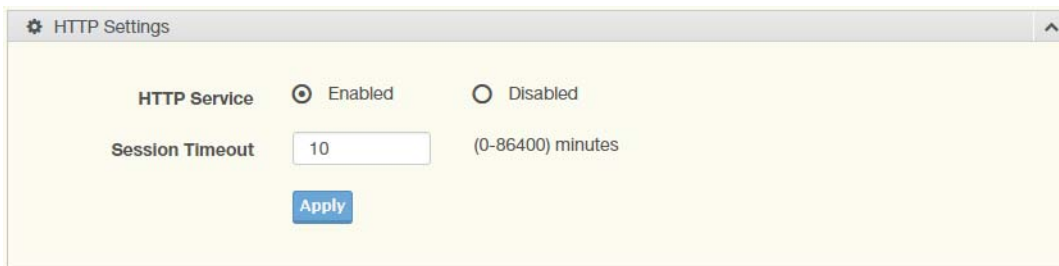 HTTP Settings
HTTP Service Enabled Disabled
Session Timeout 10 (0-86400) minutes
Apply